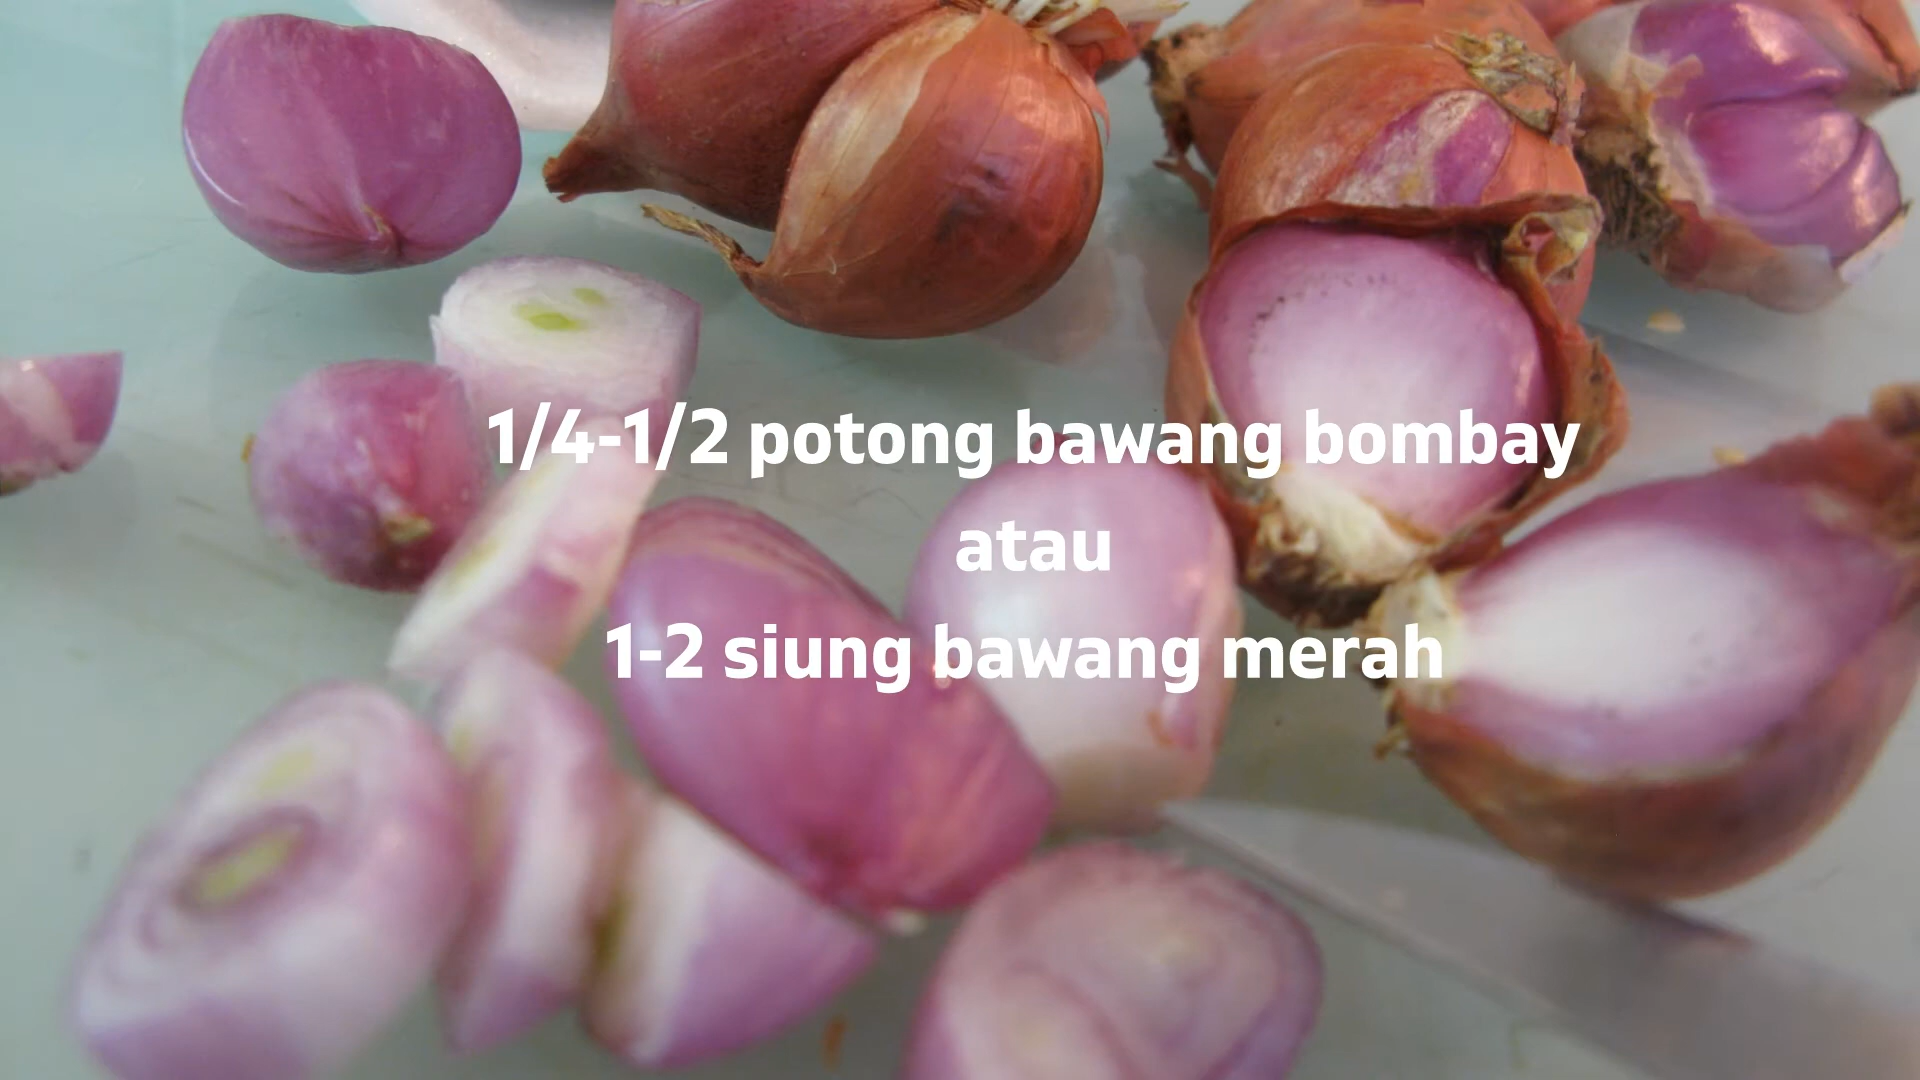 1/4-1/2 potong bawang bombay
atau
1-2 siung bawang merah